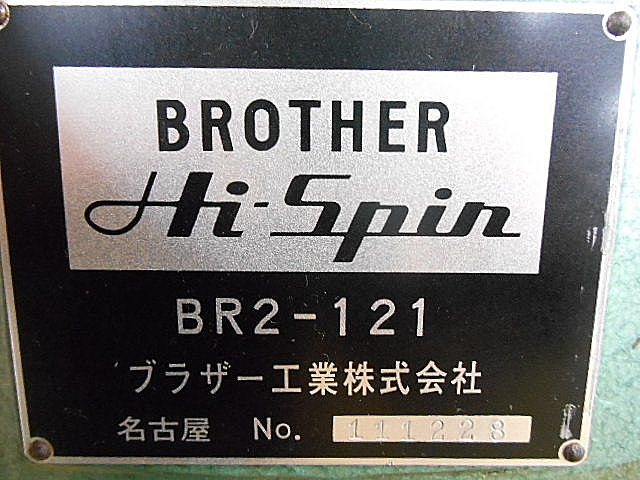 BROTHER
Hi-Spin
BR2-121
ブラザー工業株式会社
名古屋 No. 111228